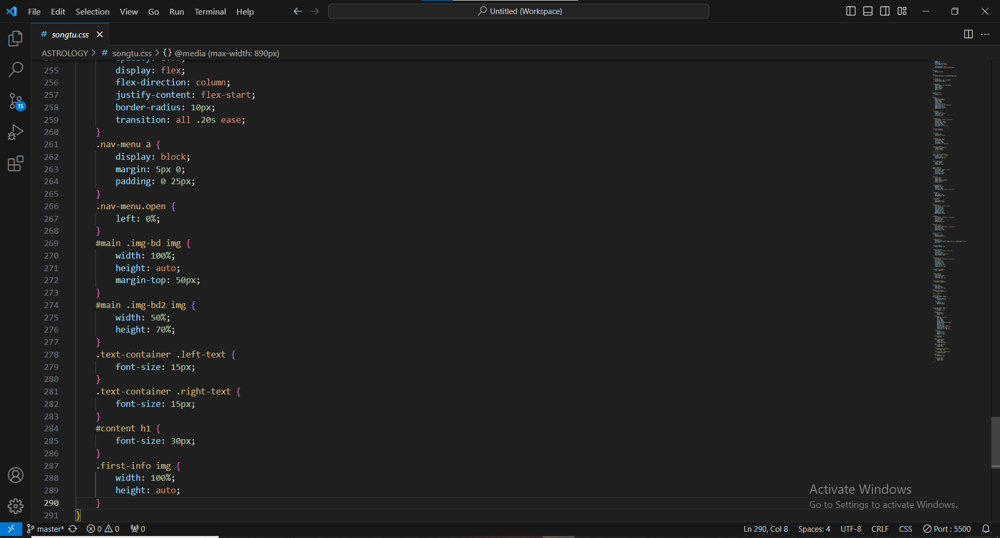 File Edit Selection View Go Run Terminal Help
Untitled (Workspace)
# songtu.css
ASTROLOGY > # songtu.css > {} @media (max-width: 890px)
255 display: flex;
256 flex-direction: column;
257 justify-content: flex-start;
258 border-radius: 10px;
259 transition: all .20s ease;
260 }
261 .nav-menu a {
262 display: block;
263 margin: 5px 0;
264 padding: 0 25px;
265 }
266 .nav-menu.open {
267 left: 0%;
268 }
269 #main .img-bd img {
270 width: 100%;
271 height: auto;
272 margin-top: 50px;
273 }
274 #main .img-bd2 img {
275 width: 50%;
276 height: 70%;
277 }
278 .text-container .left-text {
279 font-size: 15px;
280 }
281 .text-container .right-text {
282 font-size: 15px;
283 }
284 #content h1 {
285 font-size: 30px;
286 }
287 .first-info img {
288 width: 100%;
289 height: auto;
290 }
291 }
15
Activate Windows
Go to Settings to activate Windows.
master* 0 0 0 Ln 290, Col 8 Spaces: 4 UTF-8 CRLF CSS Port : 5500